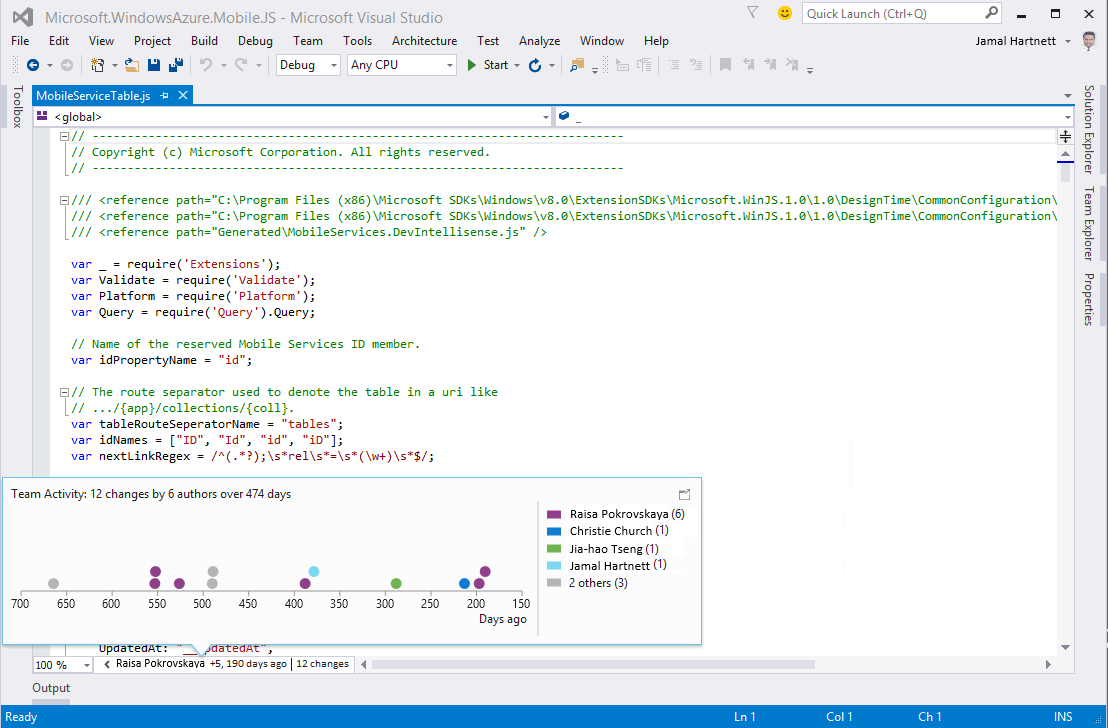 Microsoft.WindowsAzure.MobileJS - Microsoft Visual Studio
Quick Launch (Ctrl+Q)
File Edit View Project Build Debug Team Tools Architecture Test Analyze Window Help
Jamal Hartnett
Debug Any CPU Start
Toolbox
MobileServiceTable.js
<global> _
// ----------------------------------------------------------------------------
// Copyright (c) Microsoft Corporation. All rights reserved.
// ----------------------------------------------------------------------------
/// <reference path="C:\Program Files (x86)\Microsoft SDKs\Windows\v8.0\ExtensionSDKs\Microsoft.WinJS.1.0\1.0\DesignTime\CommonConfiguration\
/// <reference path="C:\Program Files (x86)\Microsoft SDKs\Windows\v8.0\ExtensionSDKs\Microsoft.WinJS.1.0\1.0\DesignTime\CommonConfiguration\
/// <reference path="Generated\MobileServices.DevIntellisense.js" />
var _ = require('Extensions');
var Validate = require('Validate');
var Platform = require('Platform');
var Query = require('Query').Query;
// Name of the reserved Mobile Services ID member.
var idPropertyName = "id";
// The route separator used to denote the table in a uri like
// .../{app}/collections/{coll}.
var tableRouteSeperatorName = "tables";
var idNames = ["ID", "Id", "id", "iD"];
var nextLinkRegex = /^(.*?);\s*rel\s*=\s*(\w+)\s*$/;
Solution Explorer
Team Explorer
Properties
Team Activity: 12 changes by 6 authors over 474 days
Raisa Pokrovskaya (6)
Christie Church (1)
Jia-hao Tseng (1)
Jamal Hartnett (1)
2 others (3)
700 650 600 550 500 450 400 350 300 250 200 150
Days ago
100 % Raisa Pokrovskaya +5, 190 days ago | 12 changes
Output
Ready Ln 1 Col 1 Ch 1 INS